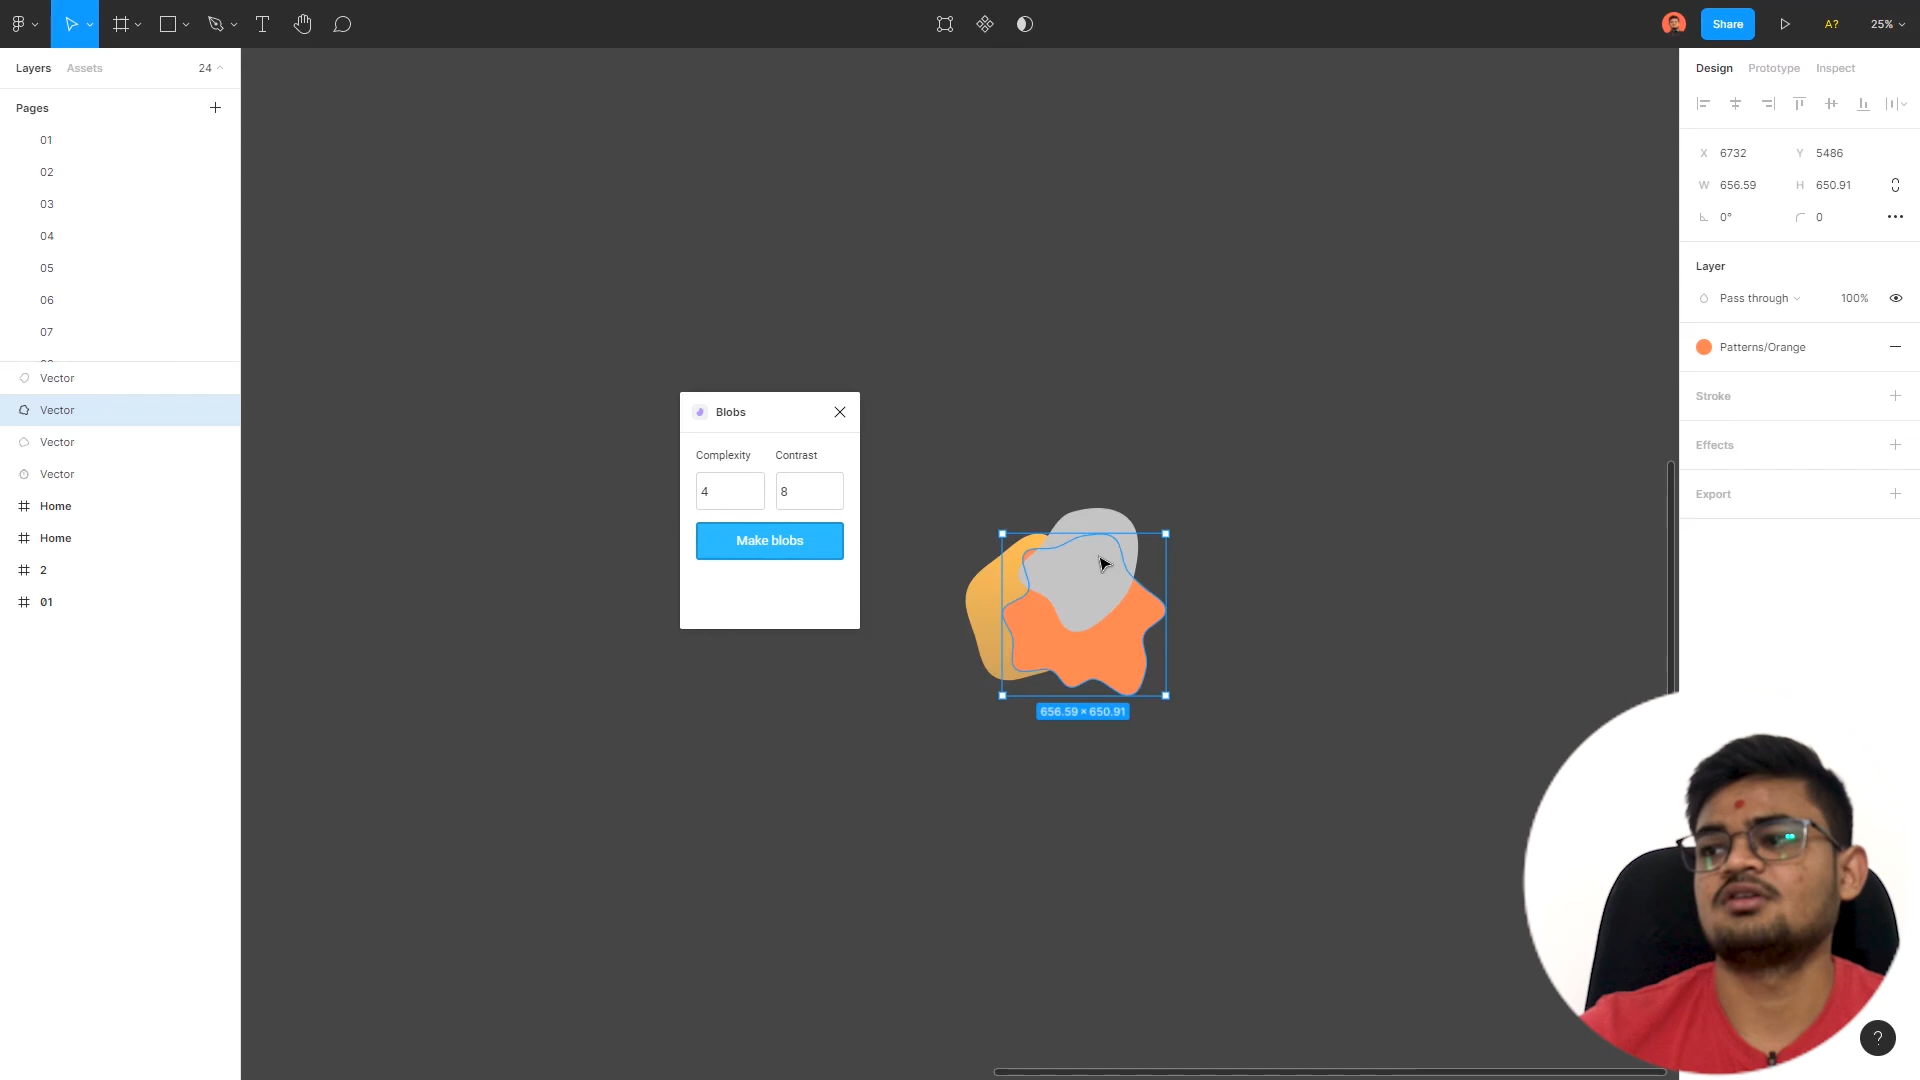 Share
A?
25%
Layers
Assets
24
Pages
01
02
03
04
05
06
07
Vector
Vector
Vector
Vector
Home
Home
2
01
Blobs
Complexity
Contrast
4
8
Make blobs
656.59 × 650.91
Design
Prototype
Inspect
X 6732
Y 5486
W 656.59
H 650.91
0°
0
Layer
Pass through
100%
Patterns/Orange
Stroke
Effects
Export
?